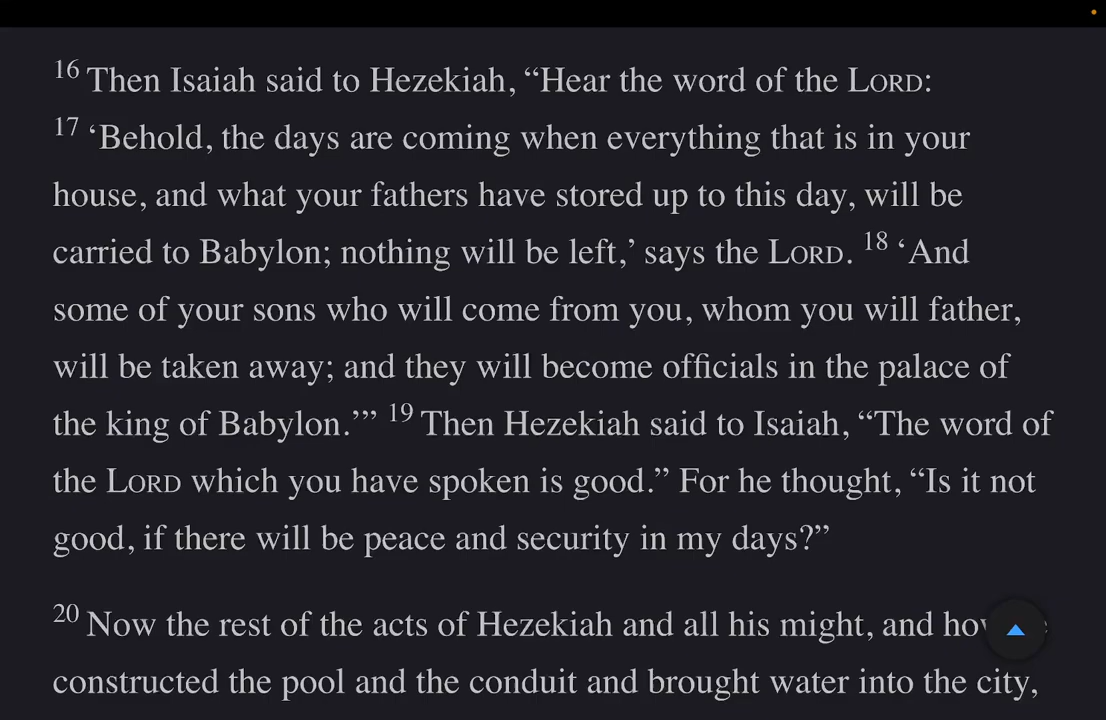 16 Then Isaiah said to Hezekiah, “Hear the word of the LORD:
17 ‘Behold, the days are coming when everything that is in your
house, and what your fathers have stored up to this day, will be
carried to Babylon; nothing will be left,’ says the LORD. 18 ‘And
some of your sons who will come from you, whom you will father,
will be taken away; and they will become officials in the palace of
the king of Babylon.’” 19 Then Hezekiah said to Isaiah, “The word of
the LORD which you have spoken is good.” For he thought, “Is it not
good, if there will be peace and security in my days?”
20 Now the rest of the acts of Hezekiah and all his might, and
constructed the pool and the conduit and brought water into the city,